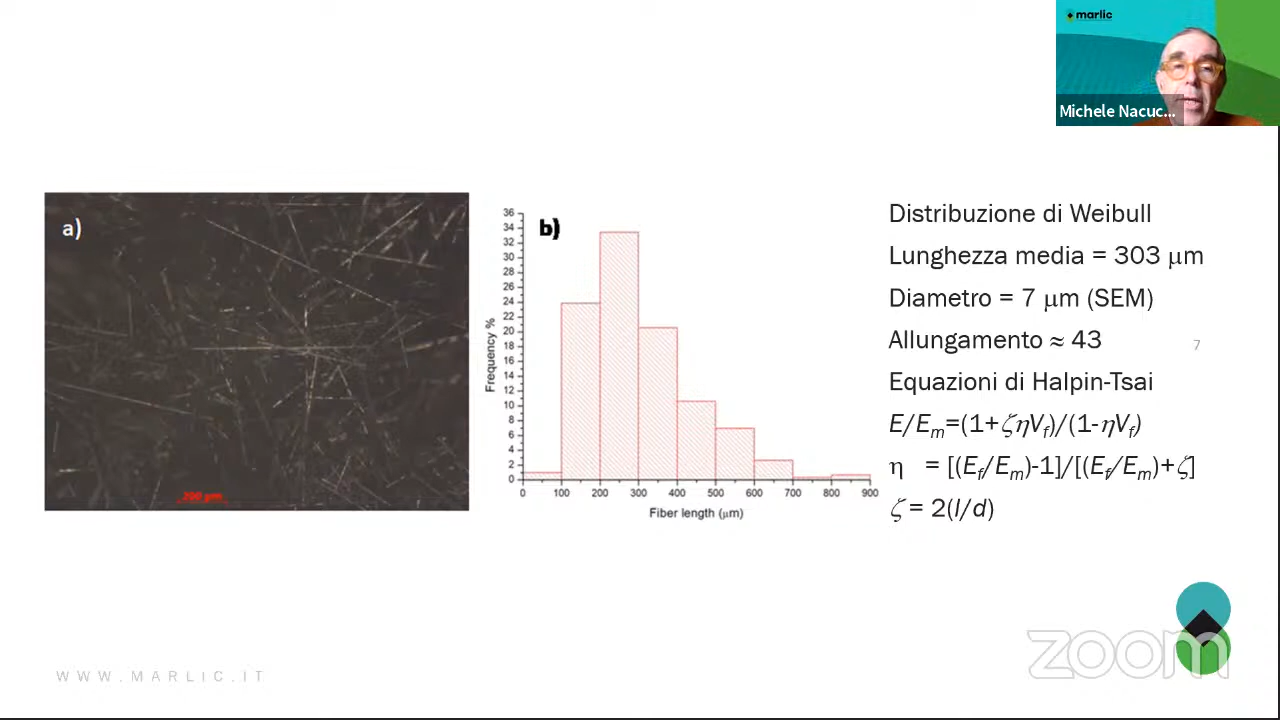 marlic
Michele Nacuc...
a)
200 µm
b)
Frequency %
36
34
32
30
28
26
24
22
20
18
16
14
12
10
8
6
4
2
0
0 100 200 300 400 500 600 700 800 900
Fiber length (µm)
Distribuzione di Weibull
Lunghezza media = 303 µm
Diametro = 7 µm (SEM)
Allungamento ≈ 43
7
Equazioni di Halpin-Tsai
E/Em=(1+ζηVf)/(1-ηVf)
η = [(Ef/Em)-1]/[(Ef/Em)+ζ]
ζ = 2(l/d)
WWW.MARLIC.IT
zoom